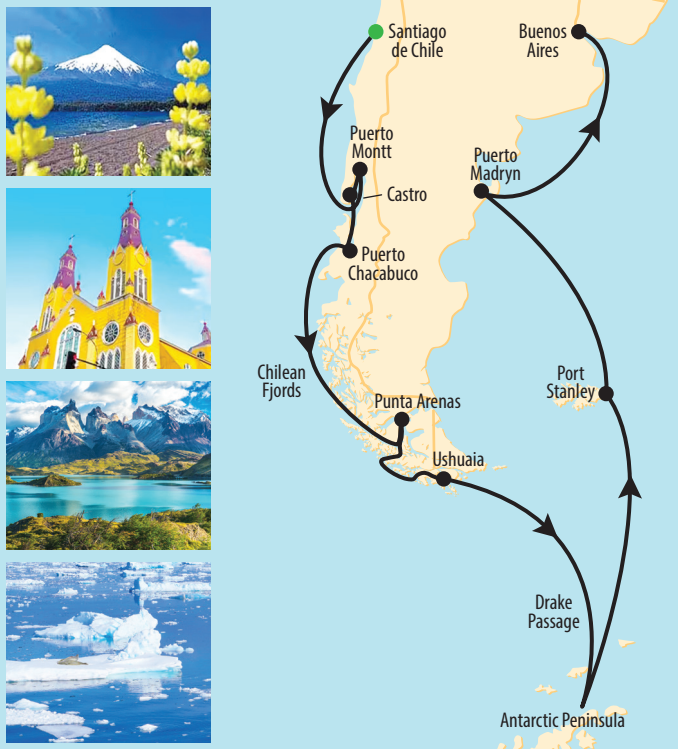 Santiago
de Chile
Buenos
Aires
Puerto
Montt
Puerto
Madryn
Castro
Puerto
Chacabuco
Chilean
Fjords
Port
Stanley
Punta Arenas
Ushuaia
Drake
Passage
Antarctic Peninsula